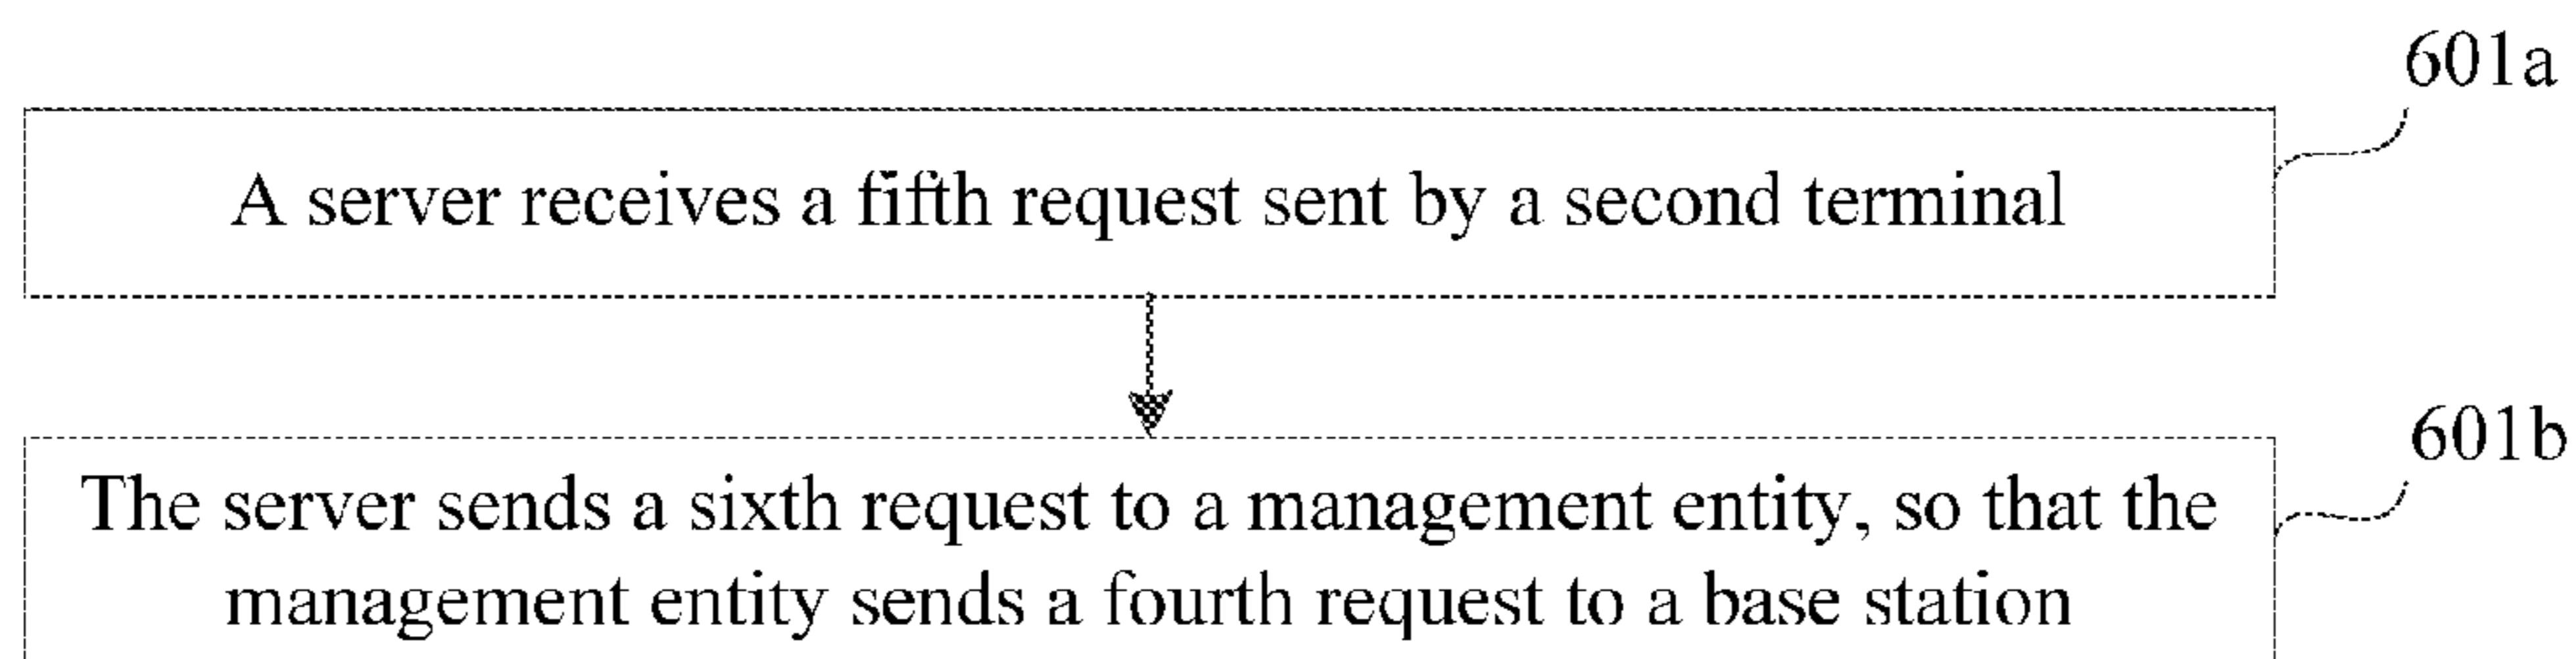 601a
A server receives a fifth request sent by a second terminal
601b
The server sends a sixth request to a management entity, so that the
management entity sends a fourth request to a base station